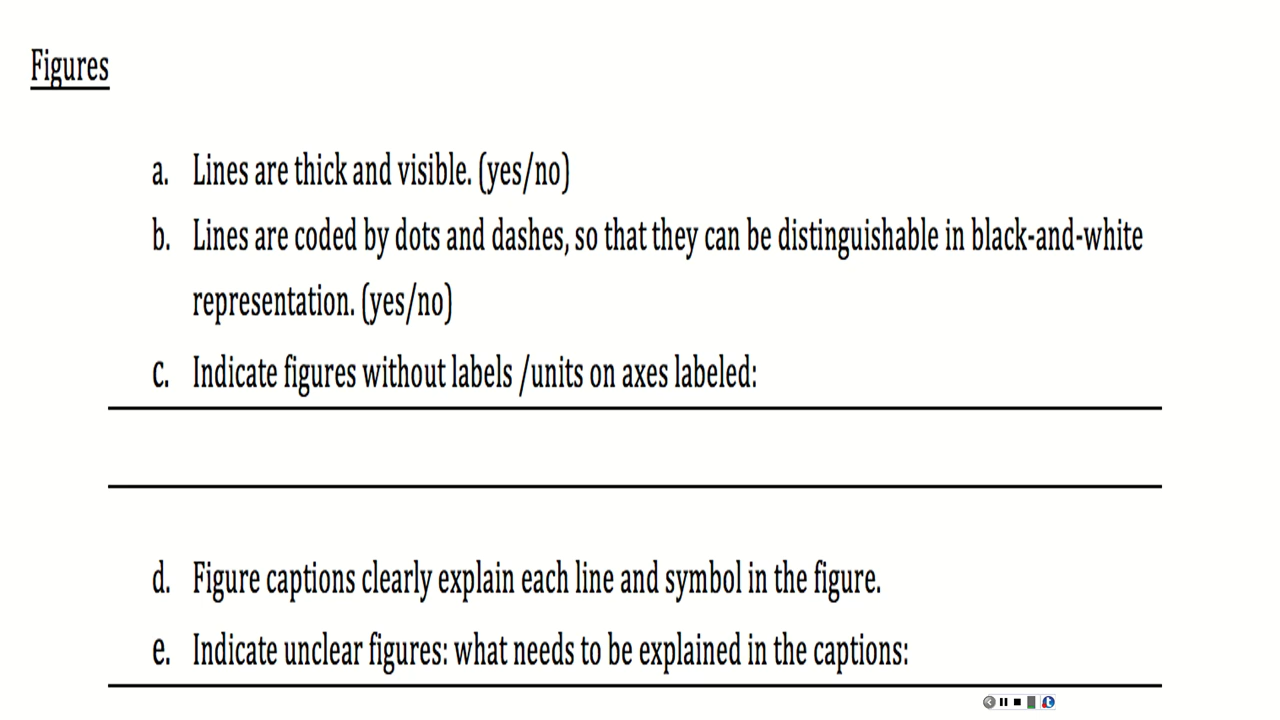 Figures
a. Lines are thick and visible. (yes/no)
b. Lines are coded by dots and dashes, so that they can be distinguishable in black-and-white
representation. (yes/no)
c. Indicate figures without labels /units on axes labeled:
d. Figure captions clearly explain each line and symbol in the figure.
e. Indicate unclear figures: what needs to be explained in the captions: